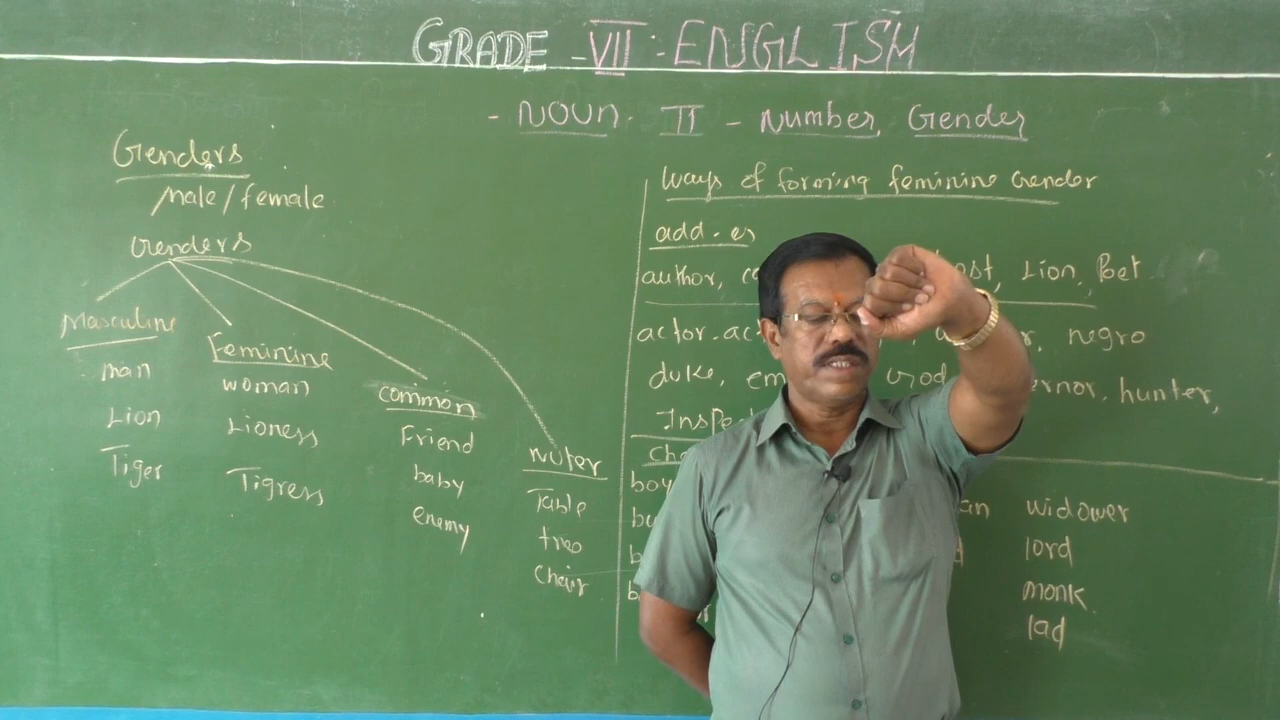 GRADE - VII - ENGLISH
- NOUN. II - Number, Gender
Genders
Male/female
Genders
Masculine
man
Lion
Tiger
Feminine
woman
Lioness
Tigress
common
Friend
baby
enemy
Nuter
Table
tree
Chair
Ways of forming feminine Gender
add - es
author, Lion, Poet
actor - negro
duke, hunter,
boy
widower
lord
monk
lad